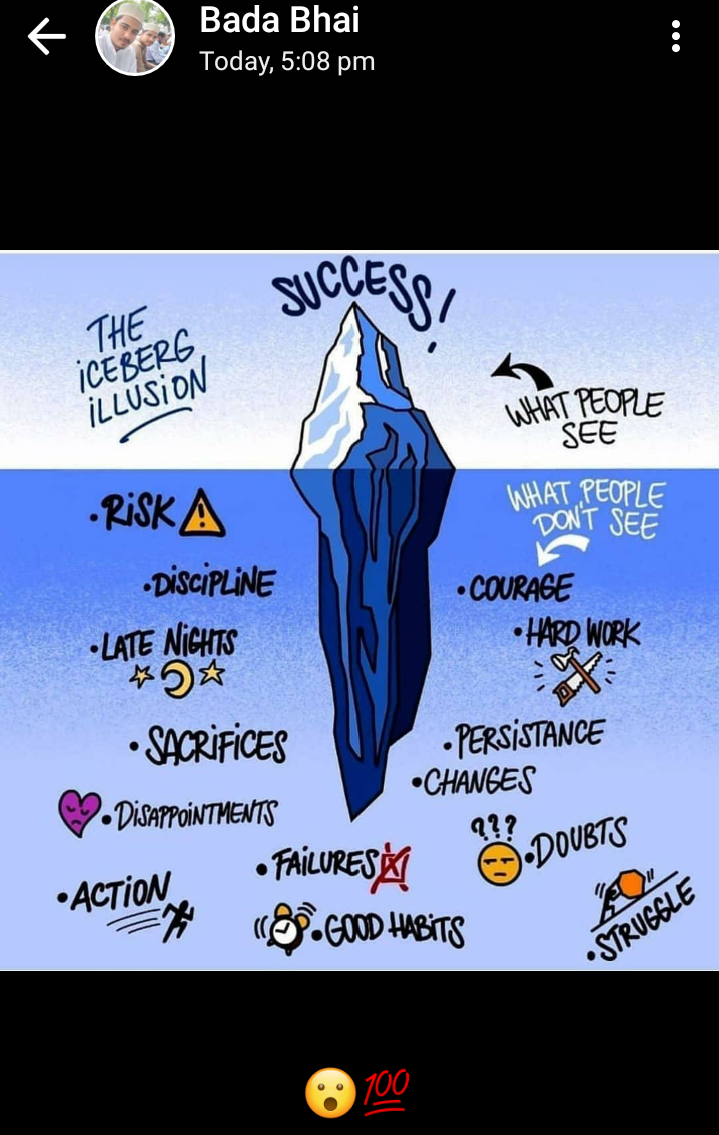 Bada Bhai
Today, 5:08 pm
SUCCESS!
THE
ICEBERG
ILLUSION
WHAT PEOPLE
SEE
WHAT PEOPLE
DON'T SEE
•RISK
•DISCIPLINE
•LATE NIGHTS
•SACRIFICES
•DISAPPOINTMENTS
•ACTION
•COURAGE
•HARD WORK
•PERSISTANCE
•CHANGES
???
•DOUBTS
•FAILURES
•GOOD HABITS
•STRUGGLE
😮💯